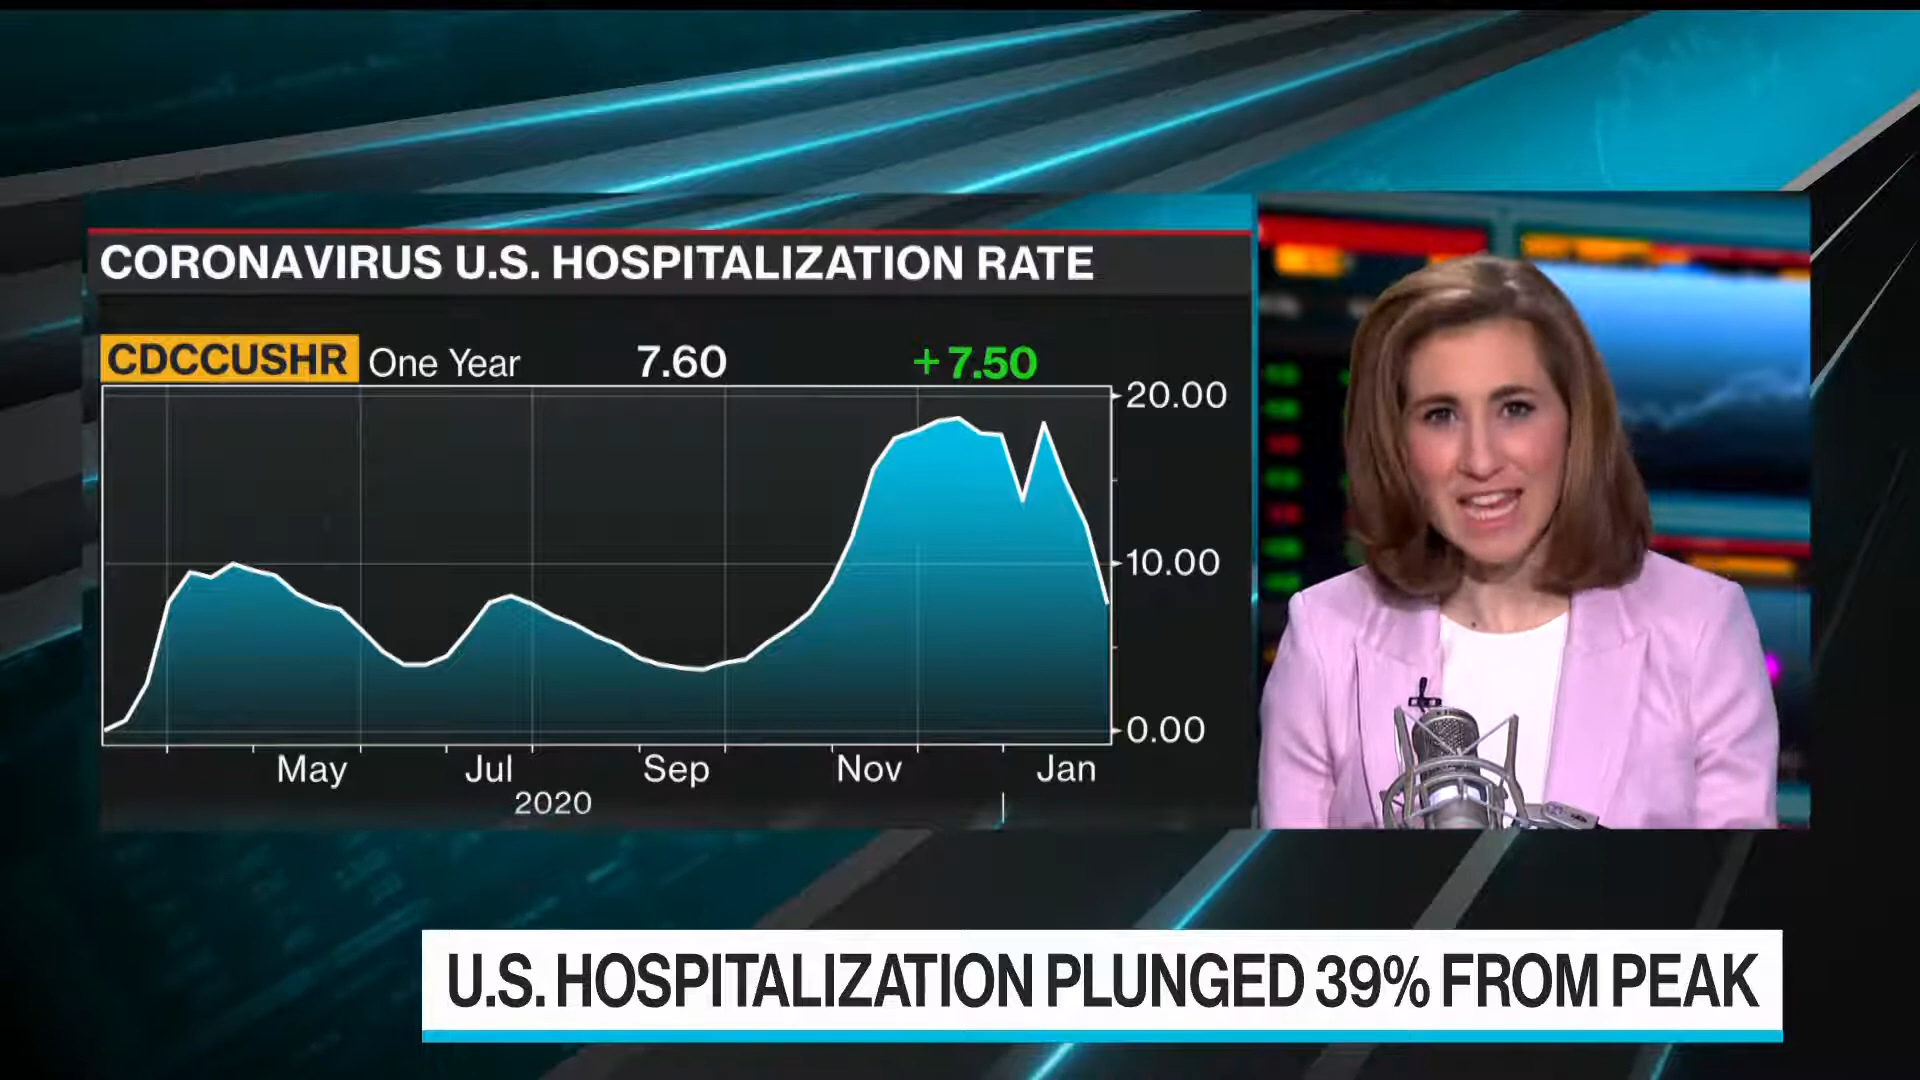 CORONAVIRUS U.S. HOSPITALIZATION RATE
CDCCUSHR One Year 7.60 +7.50
20.00
10.00
0.00
May Jul Sep Nov Jan
2020
U.S. HOSPITALIZATION PLUNGED 39% FROM PEAK